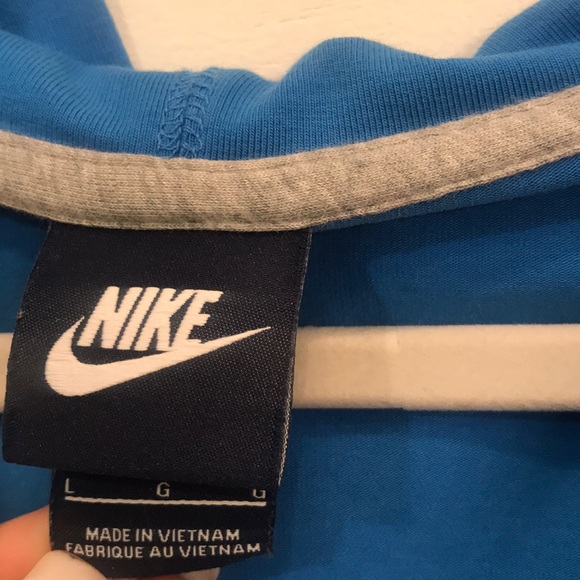 NIKE
L G G
MADE IN VIETNAM
FABRIQUE AU VIETNAM